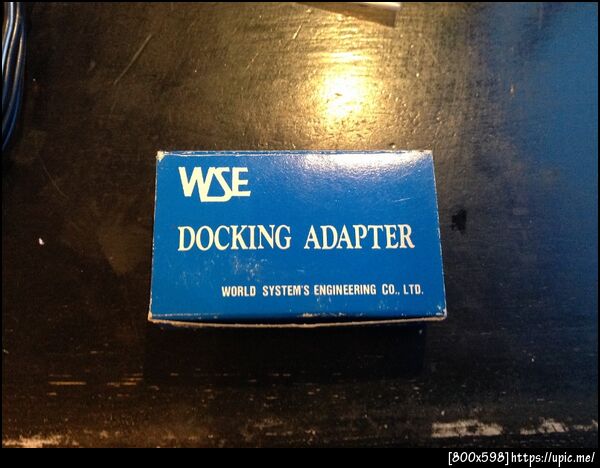 WSE
DOCKING ADAPTER
WORLD SYSTEM'S ENGINEERING CO., LTD.
[800x598]https://upic.me/